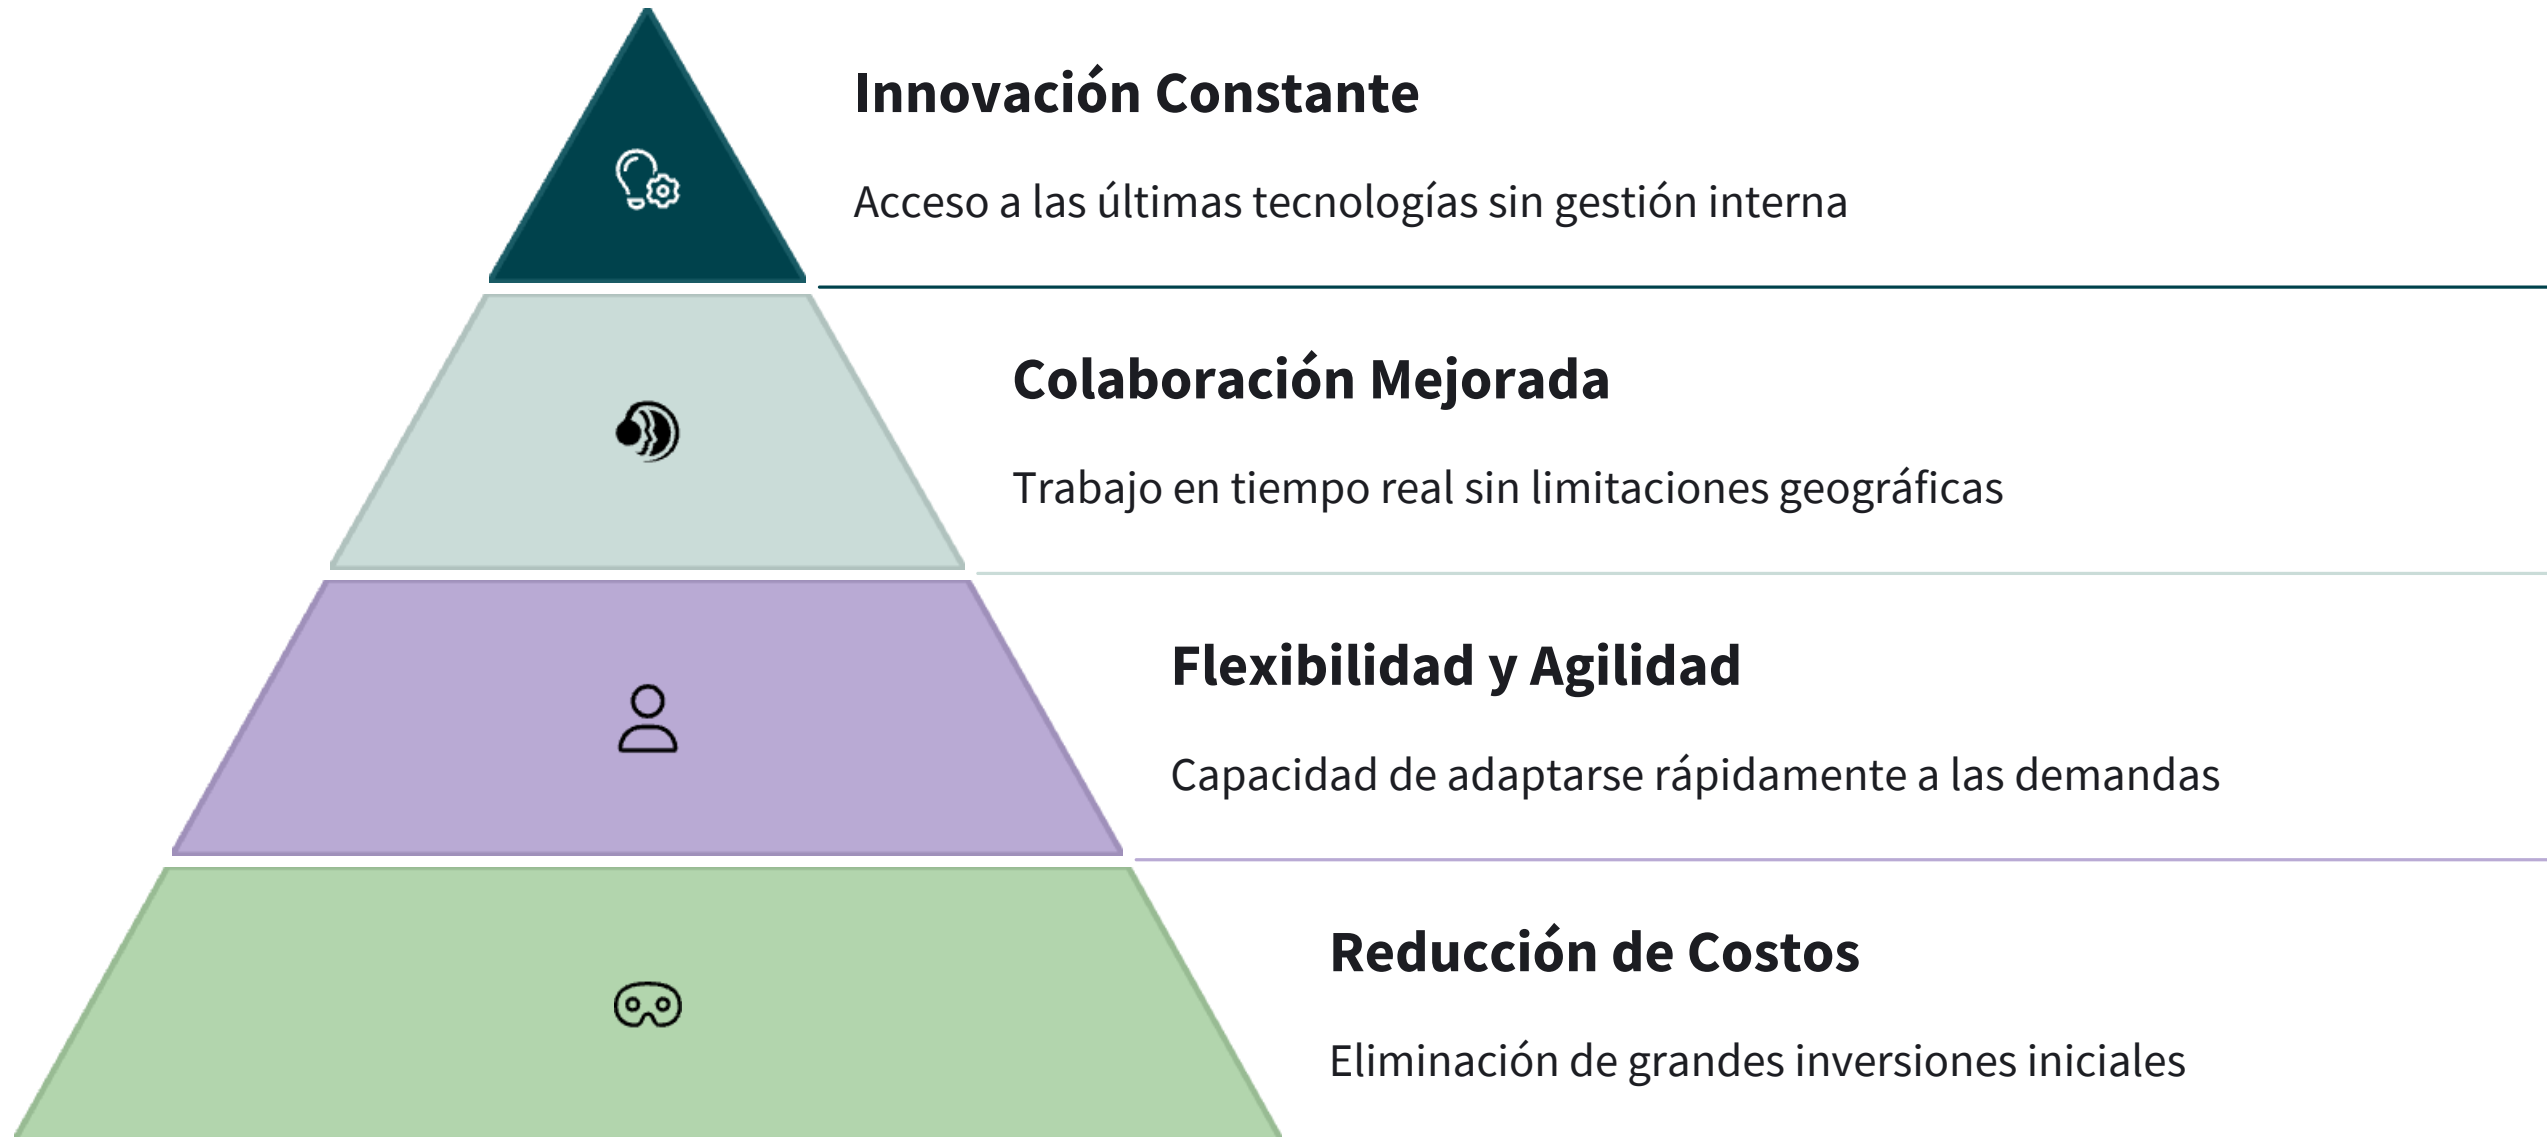 Innovación Constante
Acceso a las últimas tecnologías sin gestión interna
Colaboración Mejorada
Trabajo en tiempo real sin limitaciones geográficas
Flexibilidad y Agilidad
Capacidad de adaptarse rápidamente a las demandas
Reducción de Costos
Eliminación de grandes inversiones iniciales